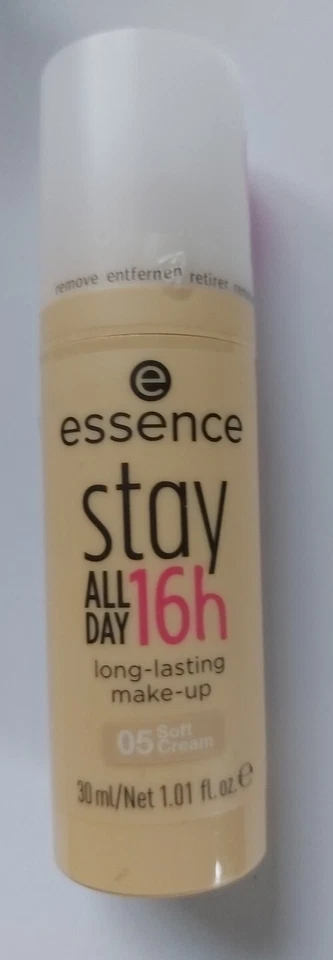 remove entfernen retirer
e
essence
stay
ALL DAY 16h
long-lasting
make-up
05 Soft Cream
30 ml/Net 1.01 fl.oz.℮